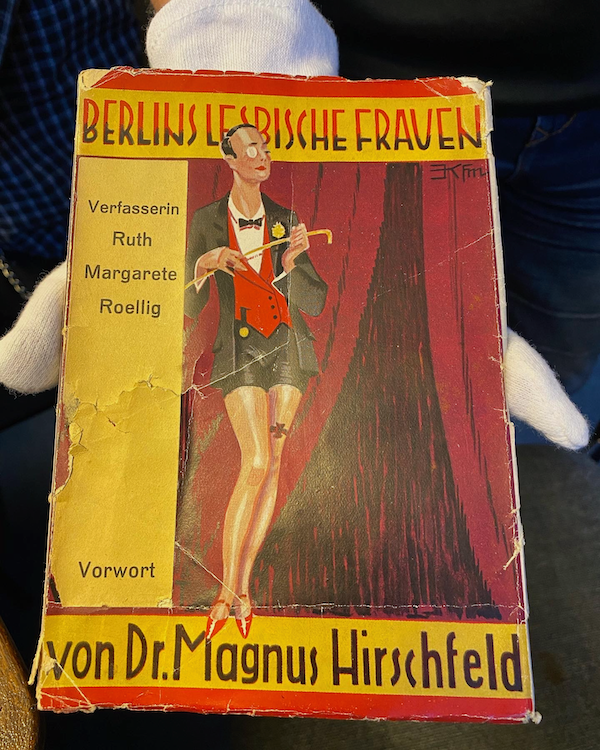 BERLINS LESBISCHE FRAUEN
Verfasserin
Ruth
Margarete
Roellig
Vorwort
von Dr. Magnus Hirschfeld